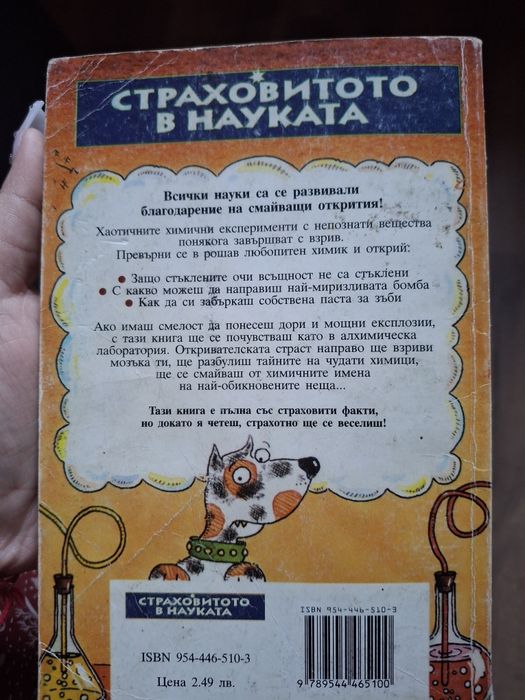 СТРАХОВИТОТО
В НАУКАТА
Всички науки са се развивали
благодарение на смайващи открития!
Хаотичните химични експерименти с непознати вещества
понякога завършват с взрив.
Превърни се в рошав любопитен химик и открий:
• Защо стъклените очи всъщност не са стъклени
• С какво можеш да направиш най-миризливата бомба
• Как да си забъркаш собствена паста за зъби
Ако имаш смелост да понесеш дори и мощни експлозии,
с тази книга ще се почувстваш като в алхимическа
лаборатория. Откривателската страст направо ще взриви
мозъка ти, ще разбулиш тайните на чудати химици,
ще се смайваш от химичните имена
на най-обикновените неща...
Тази книга е пълна със страховити факти,
но докато я четеш, страхотно ще се веселиш!
СТРАХОВИТОТО
В НАУКАТА
ISBN 954-446-510-3
Цена 2.49 лв.
ISBN 954-446-510-3
9 789544 465100